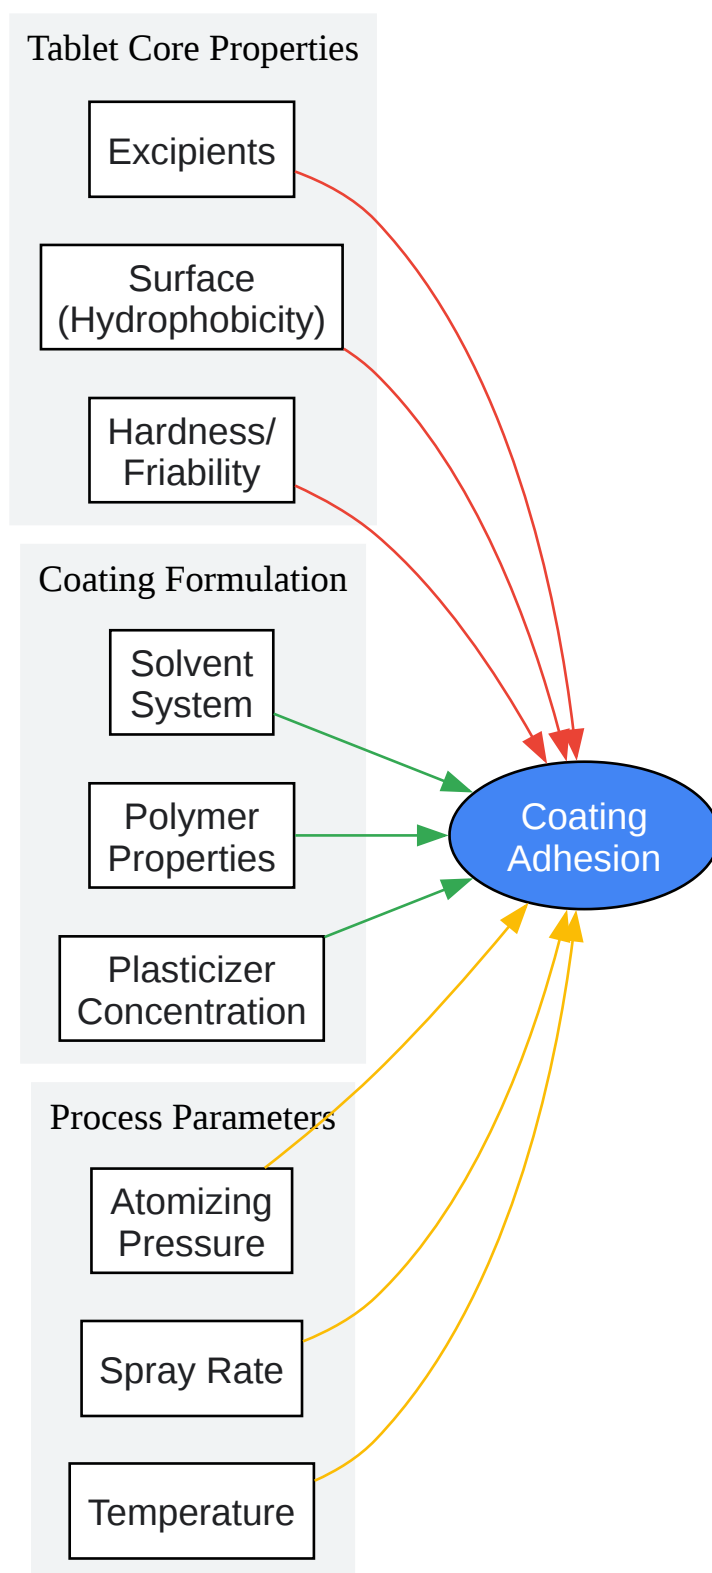 Tablet Core Properties
Excipients
Surface
(Hydrophobicity)
Hardness/
Friability
Coating Formulation
Solvent
System
Polymer
Properties
Plasticizer
Concentration
Coating
Adhesion
Process Parameters
Atomizing
Pressure
Spray Rate
Temperature